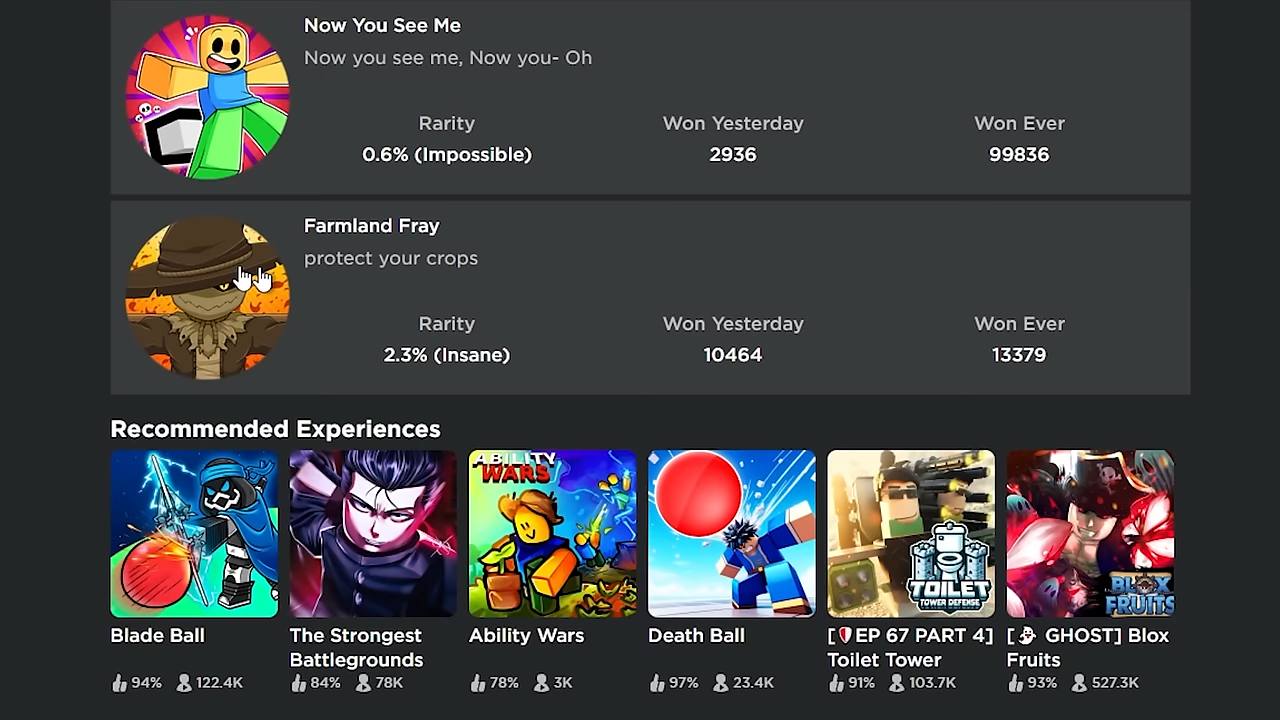 Now You See Me
Now you see me, Now you- Oh
Rarity Won Yesterday Won Ever
0.6% (Impossible) 2936 99836
Farmland Fray
protect your crops
Rarity Won Yesterday Won Ever
2.3% (Insane) 10464 13379
Recommended Experiences
ABILITY
WARS
TOILET
TOWER DEFENSE
BLOX
FRUITS
Blade Ball The Strongest Ability Wars Death Ball [ EP 67 PART 4] [ GHOST] Blox
Battlegrounds Toilet Tower Fruits
94% 122.4K 84% 78K 78% 3K 97% 23.4K 91% 103.7K 93% 527.3K